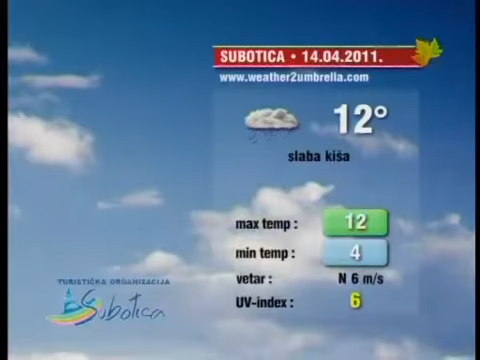 SUBOTICA • 14.04.2011.
www.weather2umbrella.com
12°
slaba kiša
max temp : 12
min temp : 4
vetar : N 6 m/s
UV-index : 6
TURISTIČKA ORGANIZACIJA
Subotica